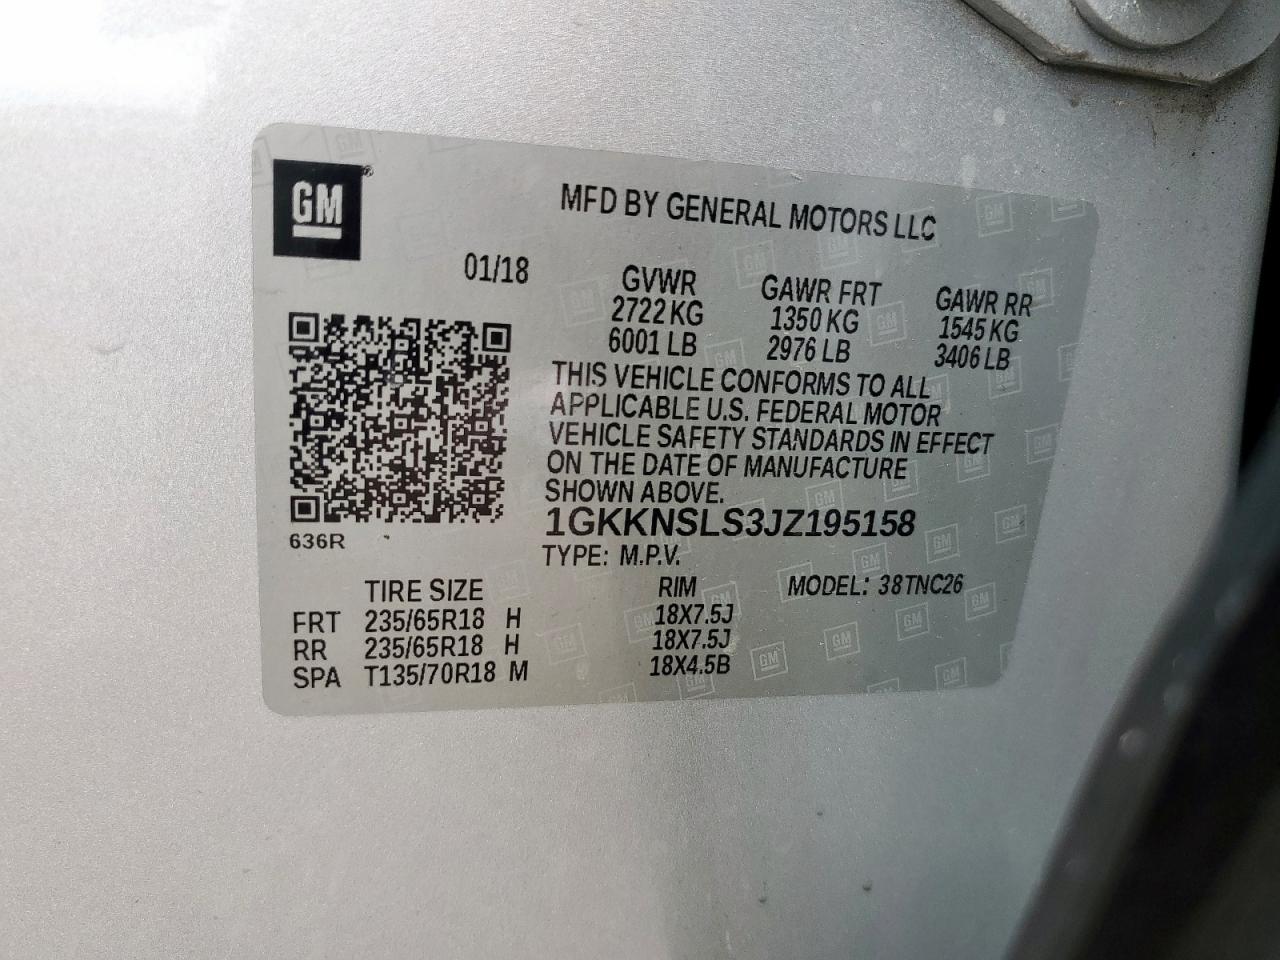 GM®
MFD BY GENERAL MOTORS LLC
01/18
GVWR GAWR FRT GAWR RR
2722 KG 1350 KG 1545 KG
6001 LB 2976 LB 3406 LB
THIS VEHICLE CONFORMS TO ALL
APPLICABLE U.S. FEDERAL MOTOR
VEHICLE SAFETY STANDARDS IN EFFECT
ON THE DATE OF MANUFACTURE
SHOWN ABOVE.
1GKKNSLS3JZ195158
636R
TYPE: M.P.V.
TIRE SIZE RIM MODEL: 38TNC26
FRT 235/65R18 H 18X7.5J
RR 235/65R18 H 18X7.5J
SPA T135/70R18 M 18X4.5B